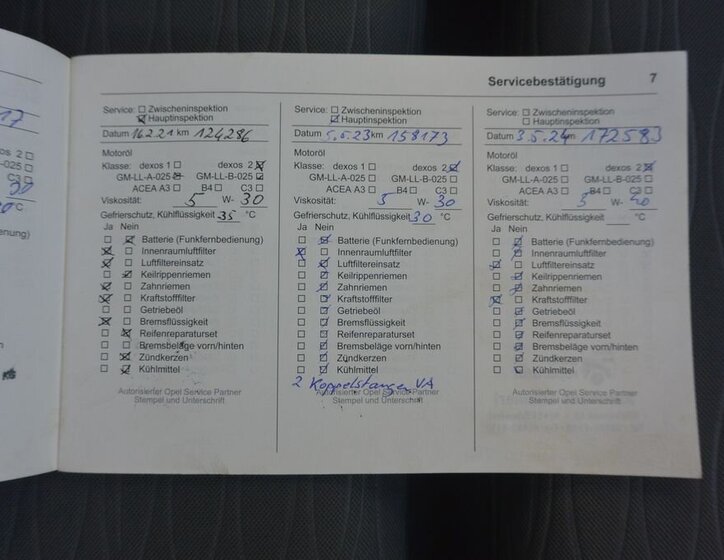 Servicebestätigung 7
17
xos 2 ☐
-025 ☐
Service: ☐ Zwischeninspektion
☒ Hauptinspektion
Datum 16.2.21 km 124286
Motoröl
Klasse: dexos 1 ☐ dexos 2 ☒
GM-LL-A-025 ☒ GM-LL-B-025 ☑
ACEA A3 ☐ B4 ☐ C3 ☐
Viskosität: 5 W- 30
Gefrierschutz, Kühlflüssigkeit 35 °C
Ja Nein
☐ ☒ Batterie (Funkfernbedienung)
☒ ☐ Innenraumluftfilter
☒ ☐ Luftfiltereinsatz
☐ ☒ Keilrippenriemen
☒ ☐ Zahnriemen
☒ ☐ Kraftstofffilter
☐ ☐ Getriebeöl
☒ ☐ Bremsflüssigkeit
☐ ☒ Reifenreparaturset
☐ ☐ Bremsbeläge vorn/hinten
☐ ☒ Zündkerzen
☐ ☒ Kühlmittel
Autorisierter Opel Service Partner
Stempel und Unterschrift
Service: ☐ Zwischeninspektion
☑ Hauptinspektion
Datum 5.6.23 km 158173
Motoröl
Klasse: dexos 1 ☐ dexos 2 ☑
GM-LL-A-025 ☐ GM-LL-B-025 ☐
ACEA A3 ☐ B4 ☐ C3 ☐
Viskosität: 5 W- 30
Gefrierschutz, Kühlflüssigkeit 30 °C
Ja Nein
☐ ☑ Batterie (Funkfernbedienung)
☒ ☐ Innenraumluftfilter
☐ ☑ Luftfiltereinsatz
☐ ☑ Keilrippenriemen
☐ ☑ Zahnriemen
☐ ☑ Kraftstofffilter
☐ ☑ Getriebeöl
☐ ☑ Bremsflüssigkeit
☐ ☑ Reifenreparaturset
☐ ☑ Bremsbeläge vorn/hinten
☐ ☑ Zündkerzen
☐ ☑ Kühlmittel
2 Koppelstangen VA
Autorisierter Opel Service Partner
Stempel und Unterschrift
Service: ☐ Zwischeninspektion
☐ Hauptinspektion
Datum 3.5.24 km 172583
Motoröl
Klasse: dexos 1 ☐ dexos 2 ☒
GM-LL-A-025 ☐ GM-LL-B-025 ☐
ACEA A3 ☐ B4 ☐ C3 ☐
Viskosität: 5 W- 40
Gefrierschutz, Kühlflüssigkeit °C
Ja Nein
☐ ☑ Batterie (Funkfernbedienung)
☐ ☑ Innenraumluftfilter
☑ ☐ Luftfiltereinsatz
☐ ☑ Keilrippenriemen
☐ ☑ Zahnriemen
☒ ☐ Kraftstofffilter
☐ ☑ Getriebeöl
☐ ☑ Bremsflüssigkeit
☐ ☑ Reifenreparaturset
☐ ☑ Bremsbeläge vorn/hinten
☐ ☑ Zündkerzen
☐ ☑ Kühlmittel
Autorisierter Opel Service Partner
Stempel und Unterschrift